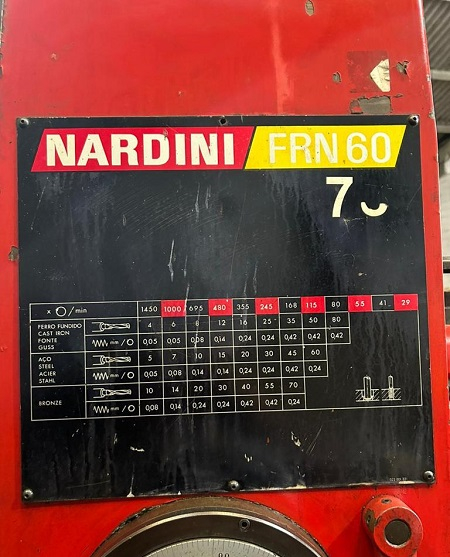 NARDINI FRN 60
7
x /min 1450 1000 695 480 355 245 168 115 80 55 41 29
FERRO FUNDIDO
CAST IRON
FONTE
GUSS
4 6 8 12 16 25 35 50 80
mm/ 0,05 0,05 0,08 0,14 0,24 0,24 0,42 0,42 0,42
AÇO
STEEL
ACIER
STAHL
5 7 10 15 20 30 45 60
mm/ 0,05 0,08 0,14 0,14 0,24 0,24 0,42 0,24
BRONZE
10 14 20 30 40 55 70
mm/ 0,08 0,14 0,24 0,24 0,42 0,42 0,24